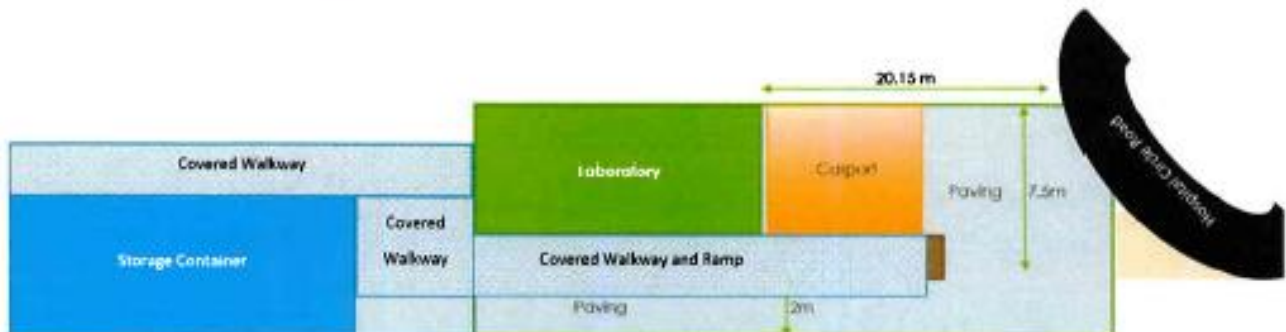 20.15 m
Hospital Circle Road
Covered Walkway
Laboratory
Carport
Paving
7.5m
Covered
Walkway
Storage Container
Covered Walkway and Ramp
Paving
2m